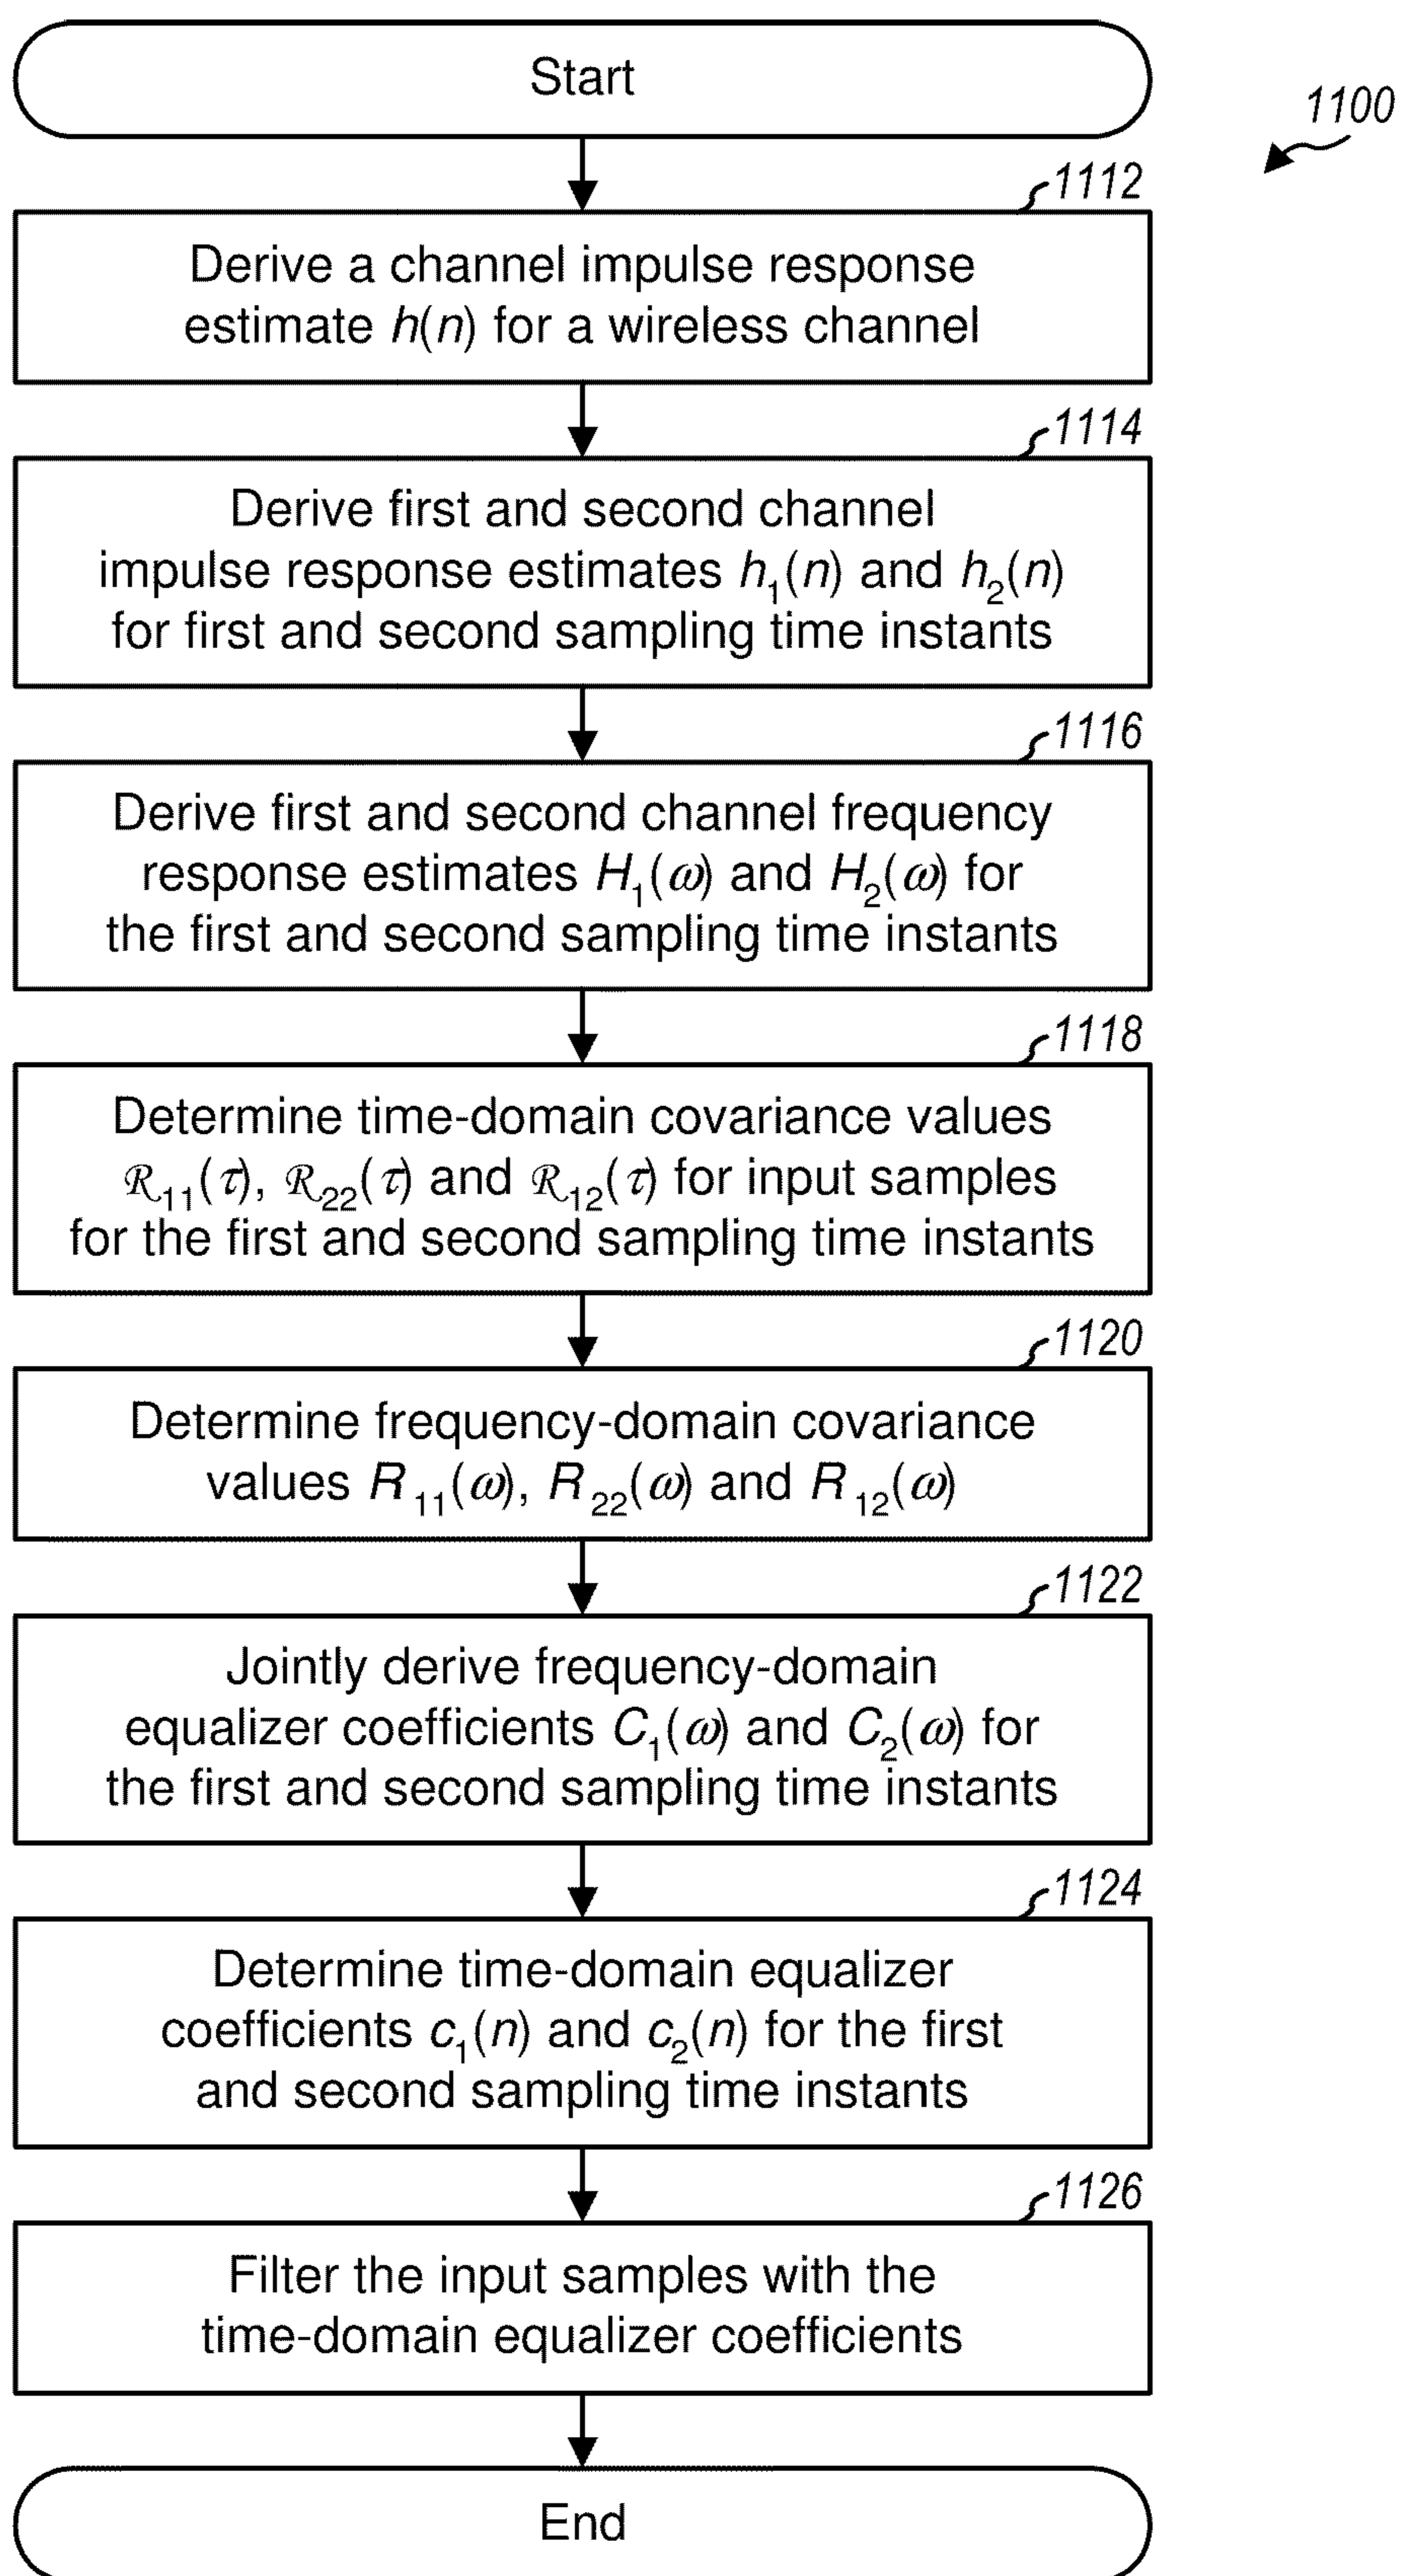 Start
1100
1112
Derive a channel impulse response
estimate h(n) for a wireless channel
1114
Derive first and second channel
impulse response estimates h₁(n) and h₂(n)
for first and second sampling time instants
1116
Derive first and second channel frequency
response estimates H₁(ω) and H₂(ω) for
the first and second sampling time instants
1118
Determine time-domain covariance values
ℛ₁₁(τ), ℛ₂₂(τ) and ℛ₁₂(τ) for input samples
for the first and second sampling time instants
1120
Determine frequency-domain covariance
values R₁₁(ω), R₂₂(ω) and R₁₂(ω)
1122
Jointly derive frequency-domain
equalizer coefficients C₁(ω) and C₂(ω) for
the first and second sampling time instants
1124
Determine time-domain equalizer
coefficients c₁(n) and c₂(n) for the first
and second sampling time instants
1126
Filter the input samples with the
time-domain equalizer coefficients
End